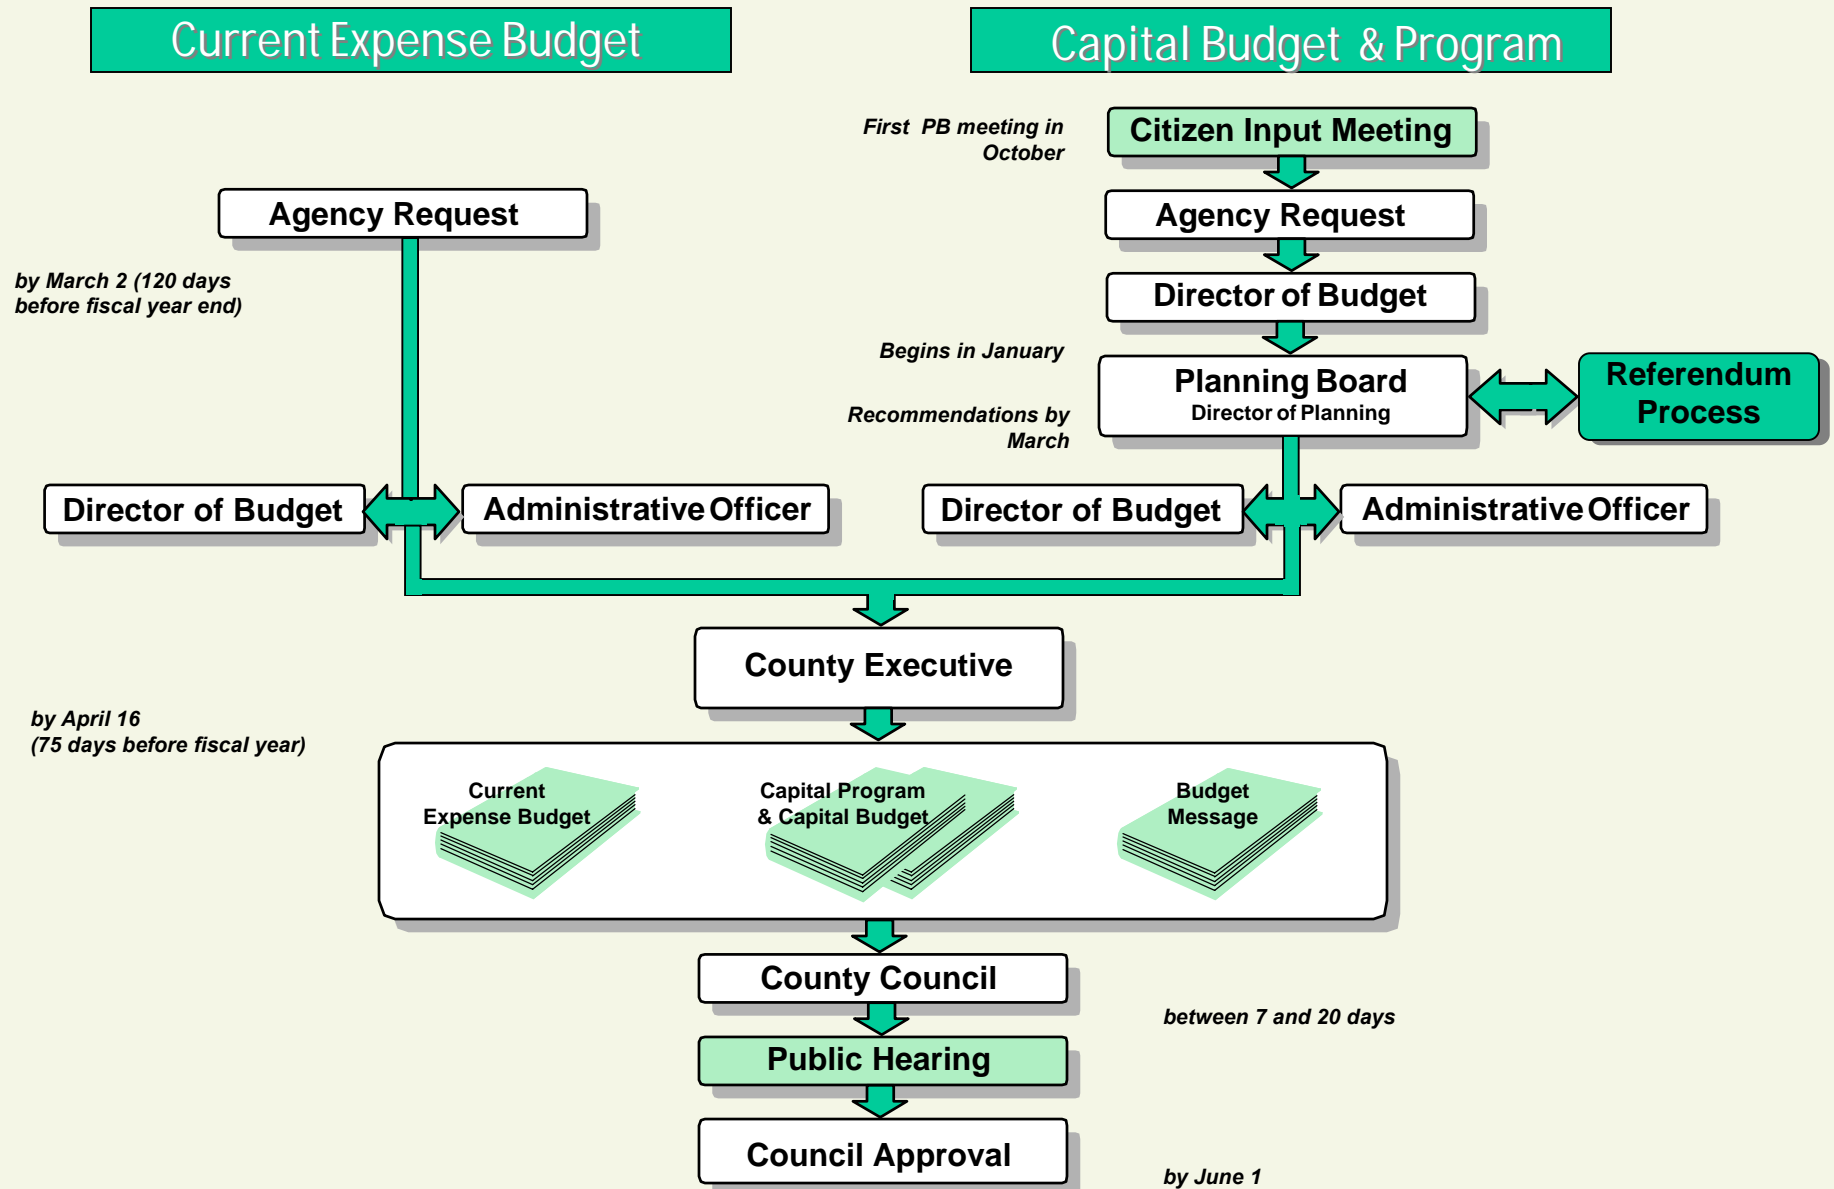 Current Expense Budget
Capital Budget & Program
First PB meeting in
October
Citizen Input Meeting
Agency Request
Agency Request
by March 2 (120 days
before fiscal year end)
Director of Budget
Begins in January
Planning Board
Director of Planning
Referendum
Process
Recommendations by
March
Director of Budget
Administrative Officer
Director of Budget
Administrative Officer
County Executive
by April 16
(75 days before fiscal year)
Current
Expense Budget
Capital Program
& Capital Budget
Budget
Message
County Council
between 7 and 20 days
Public Hearing
Council Approval
by June 1